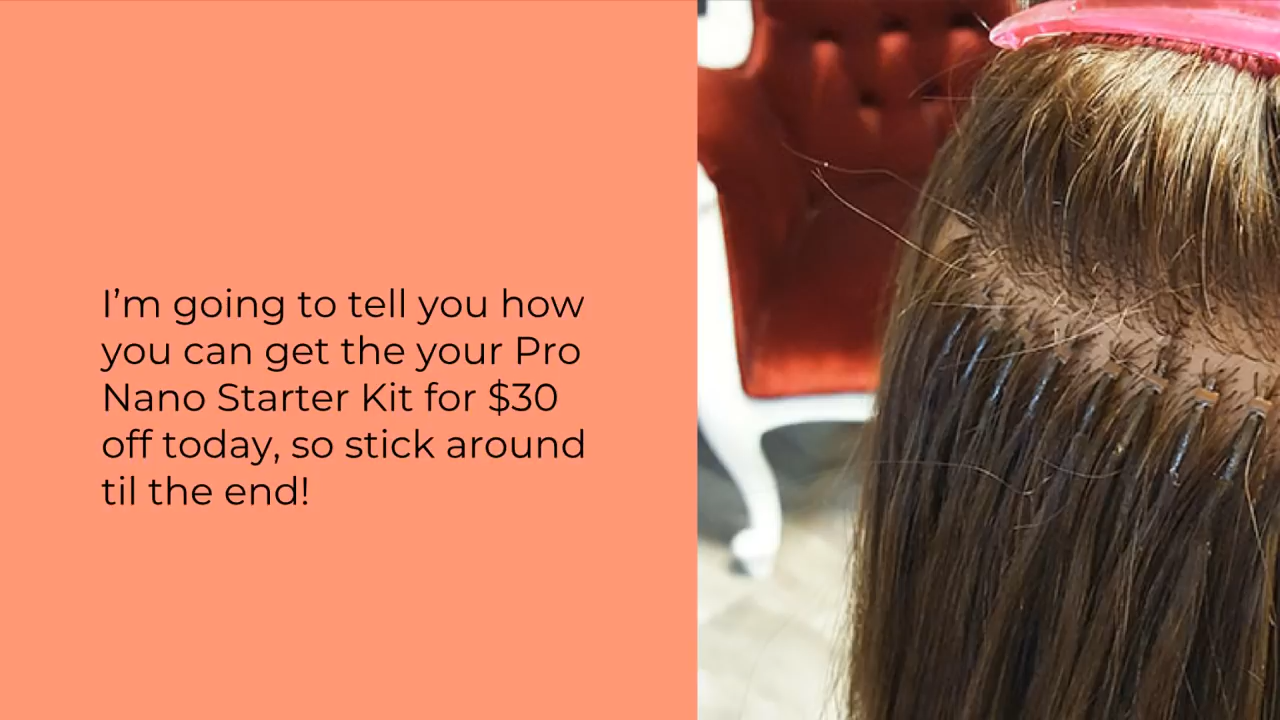 I’m going to tell you how
you can get the your Pro
Nano Starter Kit for $30
off today, so stick around
til the end!